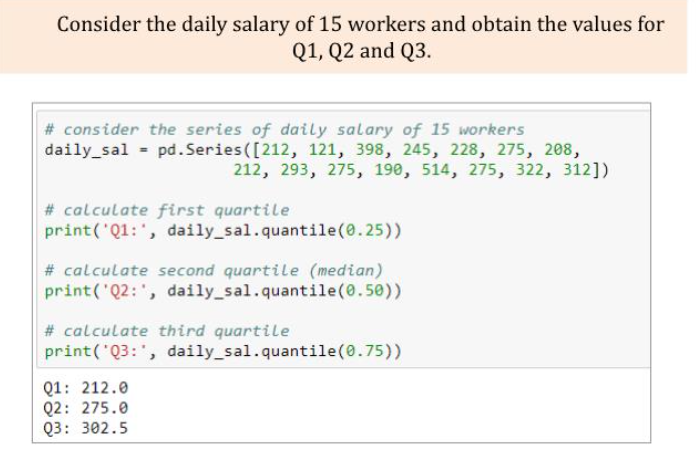 Consider the daily salary of 15 workers and obtain the values for
Q1, Q2 and Q3.
# consider the series of daily salary of 15 workers
daily_sal = pd.Series([212, 121, 398, 245, 228, 275, 208,
212, 293, 275, 190, 514, 275, 322, 312])
# calculate first quartile
print('Q1:', daily_sal.quantile(0.25))
# calculate second quartile (median)
print('Q2:', daily_sal.quantile(0.50))
# calculate third quartile
print('Q3:', daily_sal.quantile(0.75))
Q1: 212.0
Q2: 275.0
Q3: 302.5